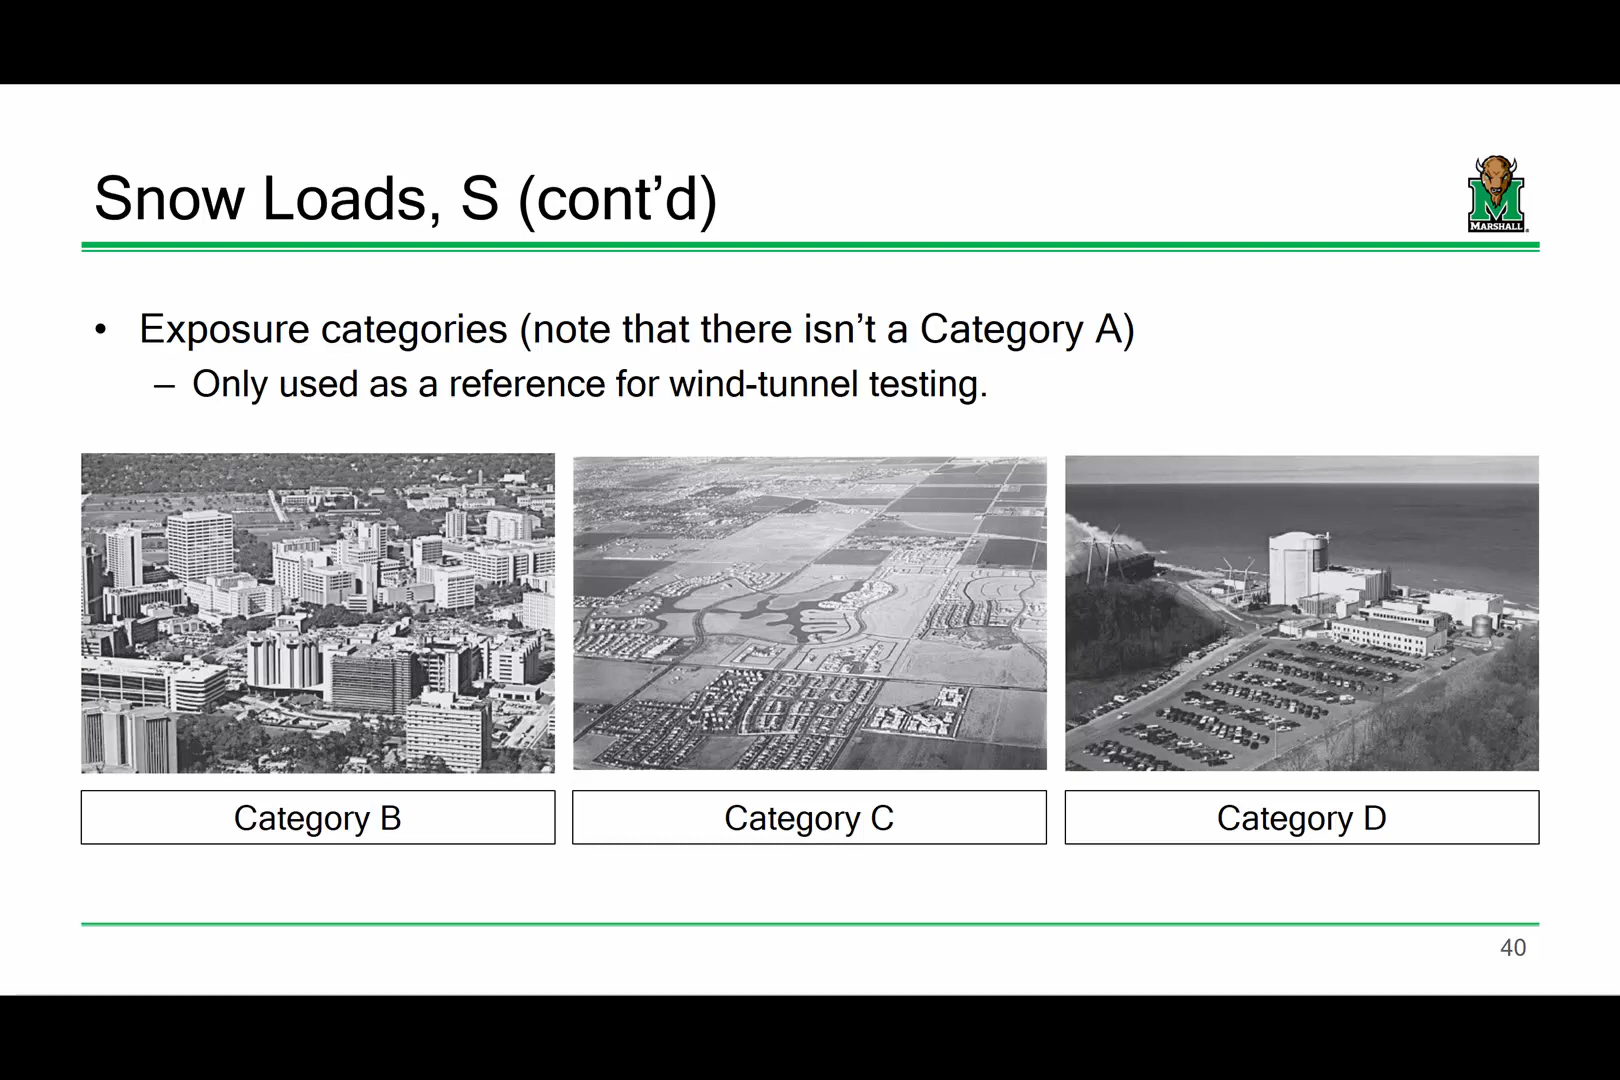 Snow Loads, S (cont’d)
MARSHALL
• Exposure categories (note that there isn’t a Category A)
– Only used as a reference for wind-tunnel testing.
Category B
Category C
Category D
40